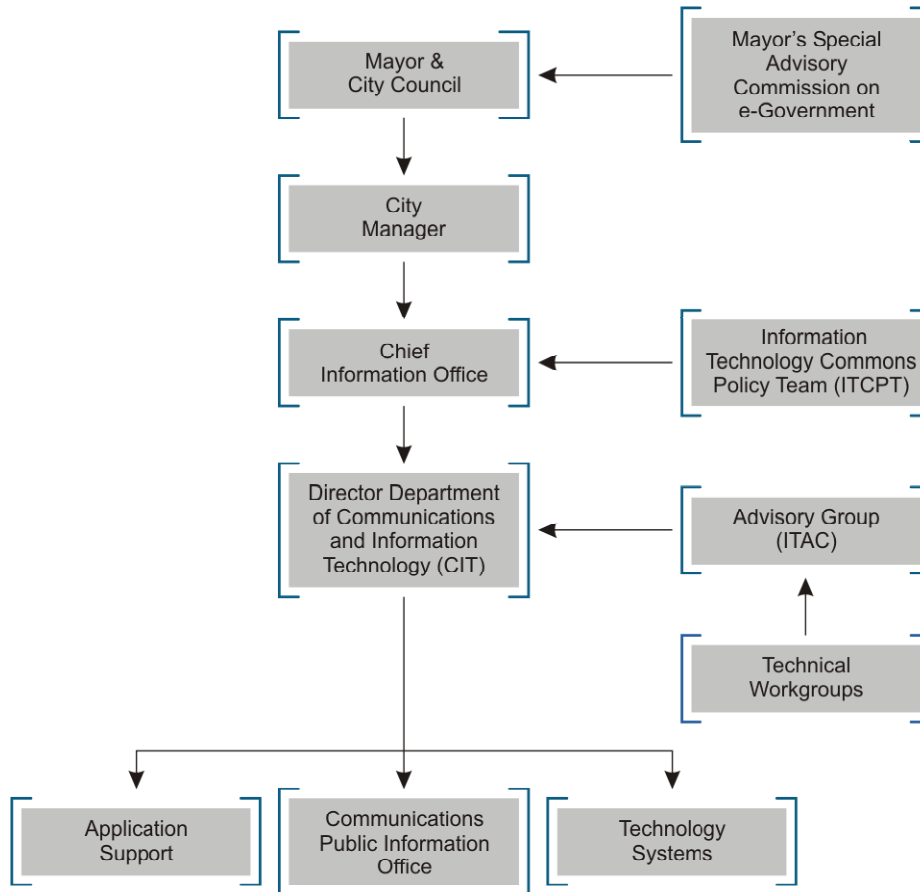 Mayor &
City Council
Mayor's Special
Advisory
Commission on
e-Government
City
Manager
Chief
Information Office
Information
Technology Commons
Policy Team (ITCPT)
Director Department
of Communications
and Information
Technology (CIT)
Advisory Group
(ITAC)
Technical
Workgroups
Application
Support
Communications
Public Information
Office
Technology
Systems